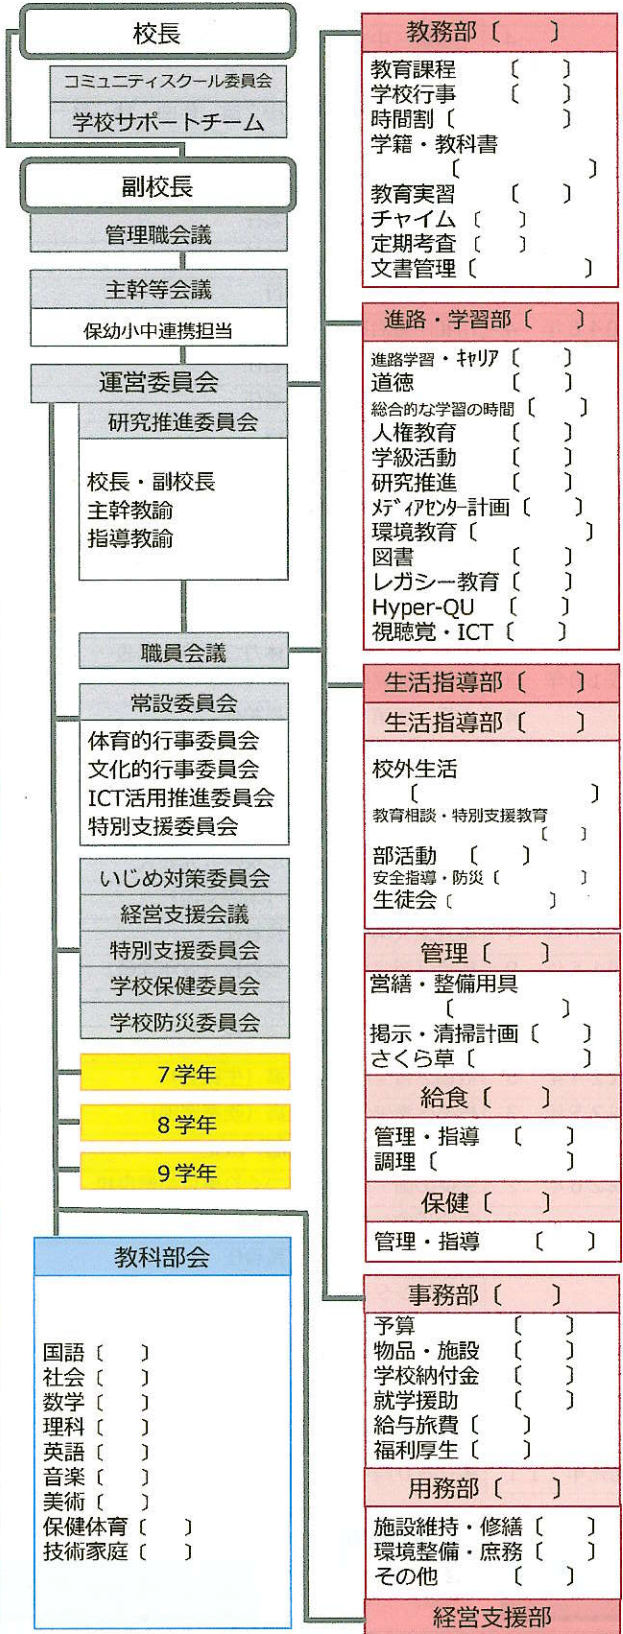 校長
コミュニティスクール委員会
学校サポートチーム
副校長
管理職会議
主幹等会議
保幼小中連携担当
運営委員会
研究推進委員会
校長・副校長
主幹教諭
指導教諭
職員会議
常設委員会
体育的行事委員会
文化的行事委員会
ICT活用推進委員会
特別支援委員会
いじめ対策委員会
経営支援会議
特別支援委員会
学校保健委員会
学校防災委員会
7学年
8学年
9学年
教科部会
国語〔　　〕
社会〔　　〕
数学〔　　〕
理科〔　　〕
英語〔　　〕
音楽〔　　〕
美術〔　　〕
保健体育〔　　〕
技術家庭〔　　〕
教務部〔　　〕
教育課程　　〔　　〕
学校行事　　〔　　〕
時間割〔　　　　　〕
学籍・教科書
〔　　　　　　〕
教育実習　　〔　　〕
チャイム〔　　〕
定期考査〔　　〕
文書管理〔　　　　　〕
進路・学習部〔　　〕
進路学習・ｷｬﾘｱ〔　　〕
道徳　　　　〔　　〕
総合的な学習の時間〔　　〕
人権教育　　〔　　〕
学級活動　　〔　　〕
研究推進　　〔　　〕
ﾒﾃﾞｨｱｾﾝﾀｰ計画〔　　〕
環境教育〔　　　　　〕
図書　　　　〔　　〕
レガシー教育〔　　〕
Hyper-QU　〔　　〕
視聴覚・ICT〔　　〕
生活指導部〔　　〕
生活指導部〔　　〕
校外生活
〔　　　　　　　　〕
教育相談・特別支援教育
〔　　〕
部活動　〔　　〕
安全指導・防災〔　　　　〕
生徒会〔　　　　　〕
管理〔　　〕
営繕・整備用具
〔　　　　　〕
掲示・清掃計画〔　　〕
さくら草〔　　　　　〕
給食〔　　〕
管理・指導　〔　　〕
調理〔　　　　　　〕
保健〔　　〕
管理・指導　　〔　　〕
事務部〔　　〕
予算　　　　〔　　〕
物品・施設　〔　　〕
学校納付金　〔　　〕
就学援助　　〔　　〕
給与旅費〔　　〕
福利厚生〔　　〕
用務部〔　　〕
施設維持・修繕〔　　〕
環境整備・庶務〔　　〕
その他　　　〔　　〕
経営支援部